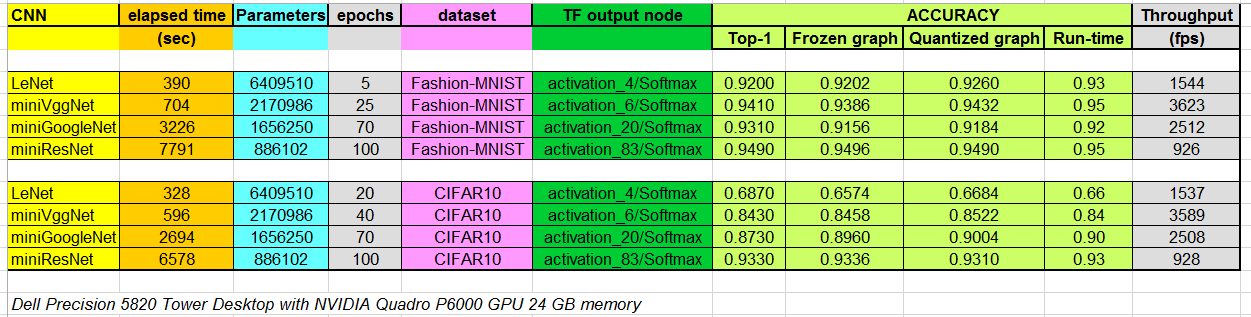 CNN elapsed time Parameters epochs dataset TF output node ACCURACY Throughput
(sec) Top-1 Frozen graph Quantized graph Run-time (fps)
LeNet 390 6409510 5 Fashion-MNIST activation_4/Softmax 0.9200 0.9202 0.9260 0.93 1544
miniVggNet 704 2170986 25 Fashion-MNIST activation_6/Softmax 0.9410 0.9386 0.9432 0.95 3623
miniGoogleNet 3226 1656250 70 Fashion-MNIST activation_20/Softmax 0.9310 0.9156 0.9184 0.92 2512
miniResNet 7791 886102 100 Fashion-MNIST activation_83/Softmax 0.9490 0.9496 0.9490 0.95 926
LeNet 328 6409510 20 CIFAR10 activation_4/Softmax 0.6870 0.6574 0.6684 0.66 1537
miniVggNet 596 2170986 40 CIFAR10 activation_6/Softmax 0.8430 0.8458 0.8522 0.84 3589
miniGoogleNet 2694 1656250 70 CIFAR10 activation_20/Softmax 0.8730 0.8960 0.9004 0.90 2508
miniResNet 6578 886102 100 CIFAR10 activation_83/Softmax 0.9330 0.9336 0.9310 0.93 928
Dell Precision 5820 Tower Desktop with NVIDIA Quadro P6000 GPU 24 GB memory